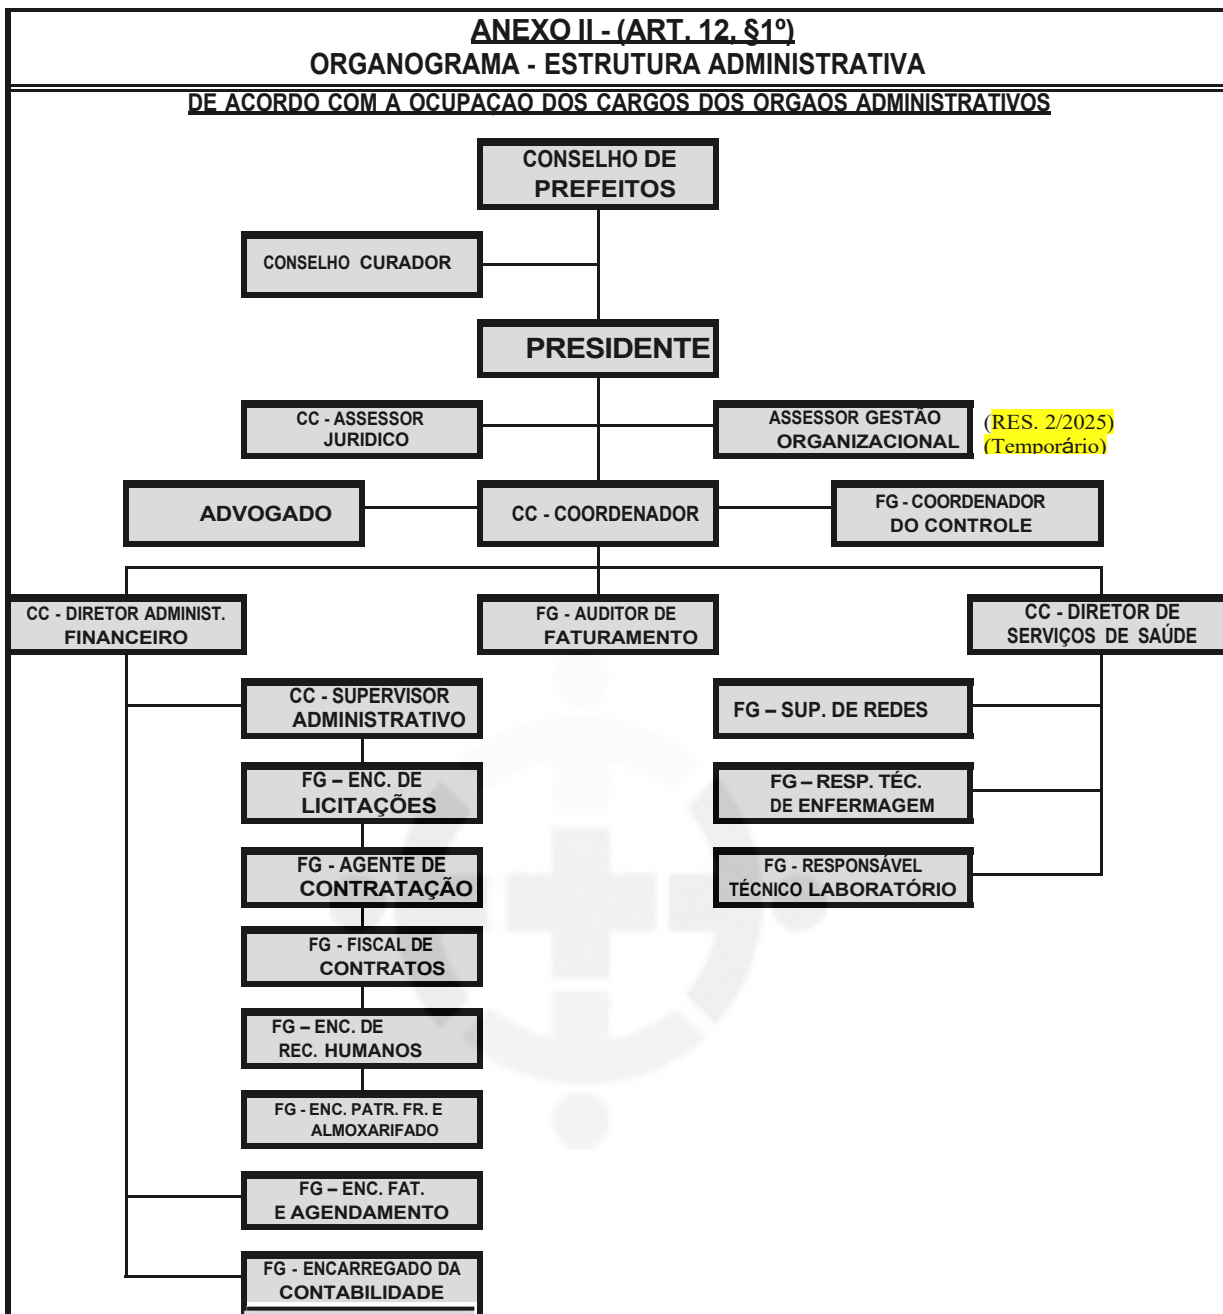 ANEXO II - (ART. 12, §1º)
ORGANOGRAMA - ESTRUTURA ADMINISTRATIVA
DE ACORDO COM A OCUPAÇAO DOS CARGOS DOS ORGAOS ADMINISTRATIVOS
CONSELHO DE
PREFEITOS
CONSELHO CURADOR
PRESIDENTE
CC - ASSESSOR
JURIDICO
ASSESSOR GESTÃO
ORGANIZACIONAL
(RES. 2/2025)
(Temporário)
ADVOGADO
CC - COORDENADOR
FG - COORDENADOR
DO CONTROLE
CC - DIRETOR ADMINIST.
FINANCEIRO
FG - AUDITOR DE
FATURAMENTO
CC - DIRETOR DE
SERVIÇOS DE SAÚDE
CC - SUPERVISOR
ADMINISTRATIVO
FG – SUP. DE REDES
FG – ENC. DE
LICITAÇÕES
FG – RESP. TÉC.
DE ENFERMAGEM
FG - AGENTE DE
CONTRATAÇÃO
FG - RESPONSÁVEL
TÉCNICO LABORATÓRIO
FG - FISCAL DE
CONTRATOS
FG – ENC. DE
REC. HUMANOS
FG - ENC. PATR. FR. E
ALMOXARIFADO
FG – ENC. FAT.
E AGENDAMENTO
FG - ENCARREGADO DA
CONTABILIDADE